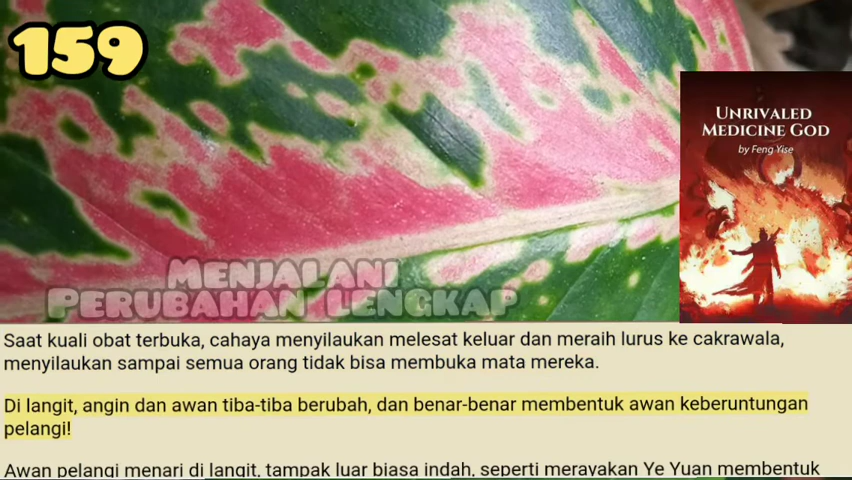 159
UNRIVALED
MEDICINE GOD
by Feng Yise
MENJALANI
PERUBAHAN LENGKAP
Saat kuali obat terbuka, cahaya menyilaukan melesat keluar dan meraih lurus ke cakrawala,
menyilaukan sampai semua orang tidak bisa membuka mata mereka.
Di langit, angin dan awan tiba-tiba berubah, dan benar-benar membentuk awan keberuntungan
pelangi!
Awan pelangi menari di langit, tampak luar biasa indah, seperti merayakan Ye Yuan membentuk